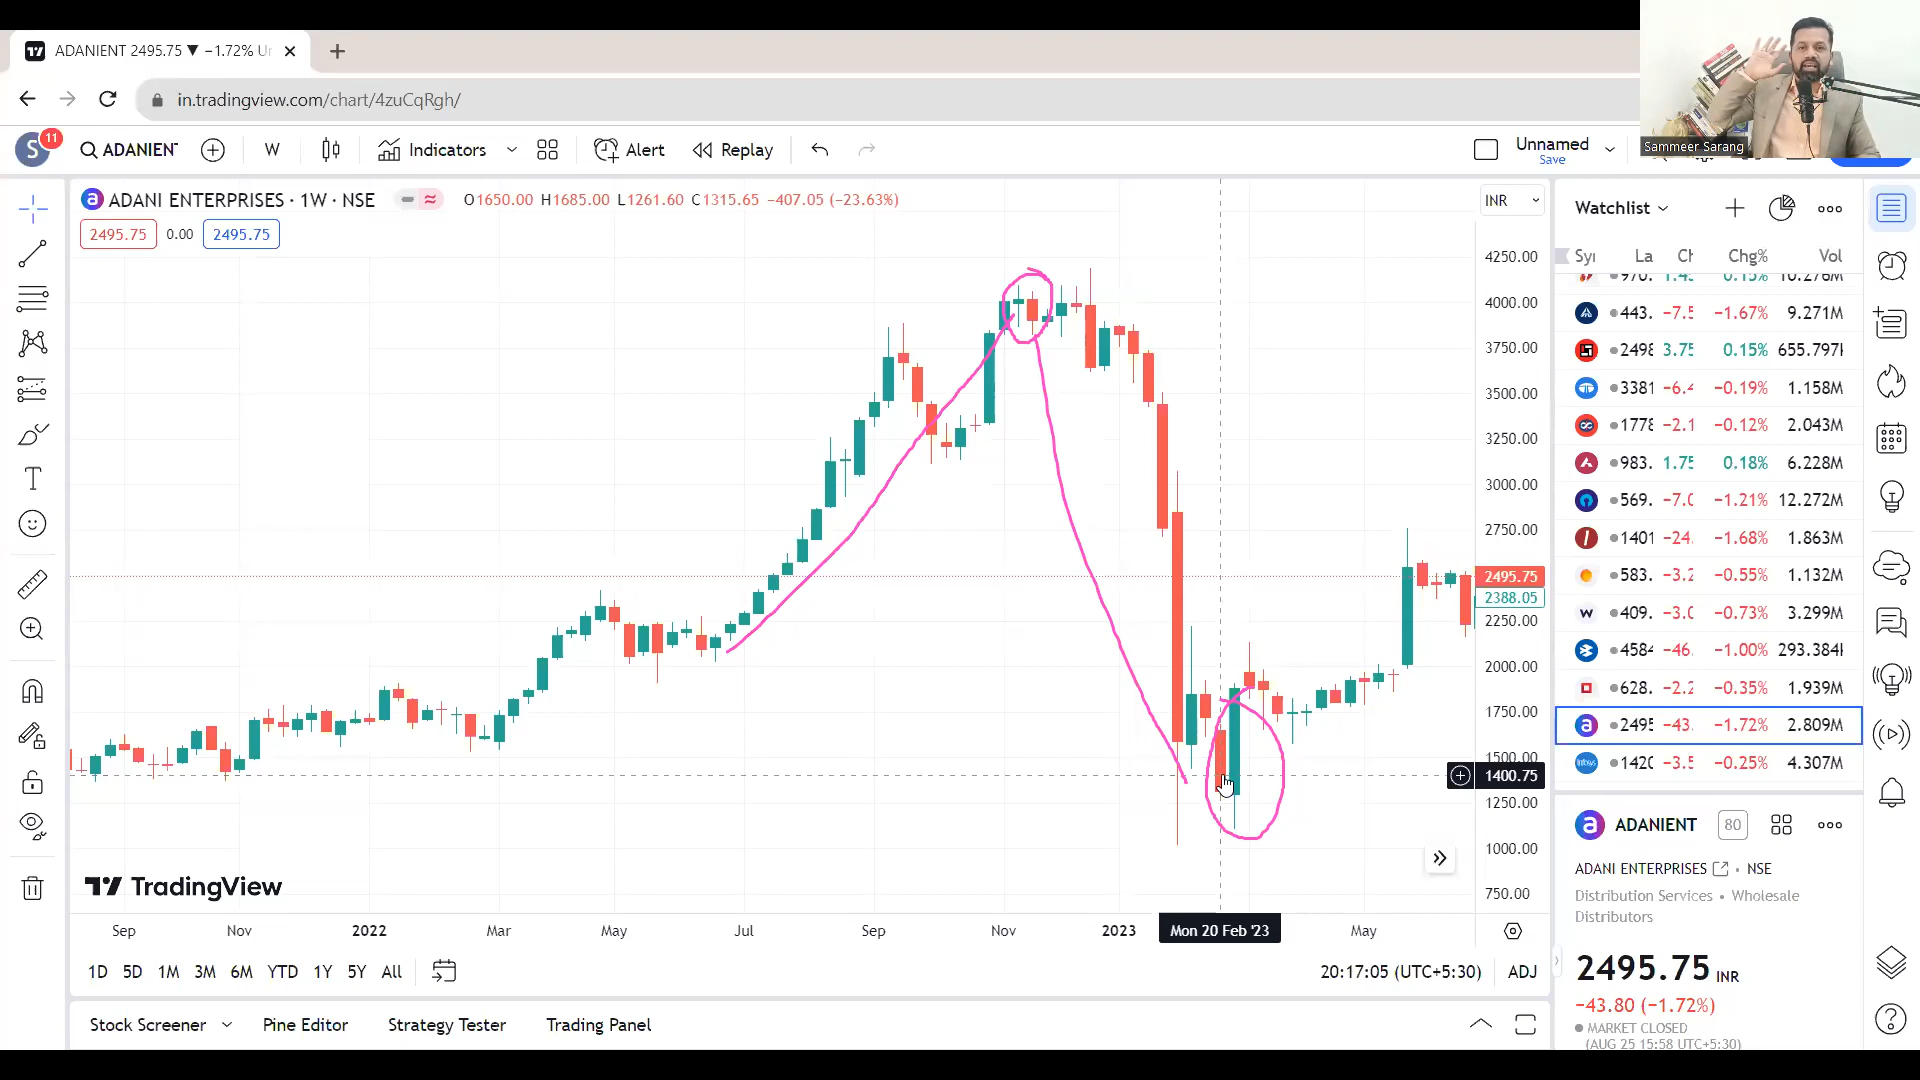 ADANIENT 2495.75 ▼ −1.72% Ur
in.tradingview.com/chart/4zuCqRgh/
Sammeer Sarang
S 11 ADANIENT W Indicators Alert Replay Unnamed
Save
ADANI ENTERPRISES · 1W · NSE O1650.00 H1685.00 L1261.60 C1315.65 −407.05 (−23.63%) INR
2495.75 0.00 2495.75
4250.00
4000.00
3750.00
3500.00
3250.00
3000.00
2750.00
2495.75
2388.05
2250.00
2000.00
1750.00
1500.00
1400.75
1250.00
1000.00
750.00
TradingView
Sep Nov 2022 Mar May Jul Sep Nov 2023 Mon 20 Feb '23 May
1D 5D 1M 3M 6M YTD 1Y 5Y All 20:17:05 (UTC+5:30) ADJ
Stock Screener Pine Editor Strategy Tester Trading Panel
Watchlist
Chg% Vol
443. −7.5 −1.67% 9.271M
2498 3.75 0.15% 655.797
3381 −6.4 −0.19% 1.158M
1778 −2.1 −0.12% 2.043M
983. 1.75 0.18% 6.228M
569. −7.0 −1.21% 12.272M
1401 −24. −1.68% 1.863M
583. −3.2 −0.55% 1.132M
409. −3.0 −0.73% 3.299M
4584 −46. −1.00% 293.384
628. −2.2 −0.35% 1.939M
2495 −43. −1.72% 2.809M
1420 −3.5 −0.25% 4.307M
ADANIENT 80
ADANI ENTERPRISES · NSE
Distribution Services • Wholesale
Distributors
2495.75 INR
−43.80 (−1.72%)
MARKET CLOSED
(AUG 25 15:58 UTC+5:30)